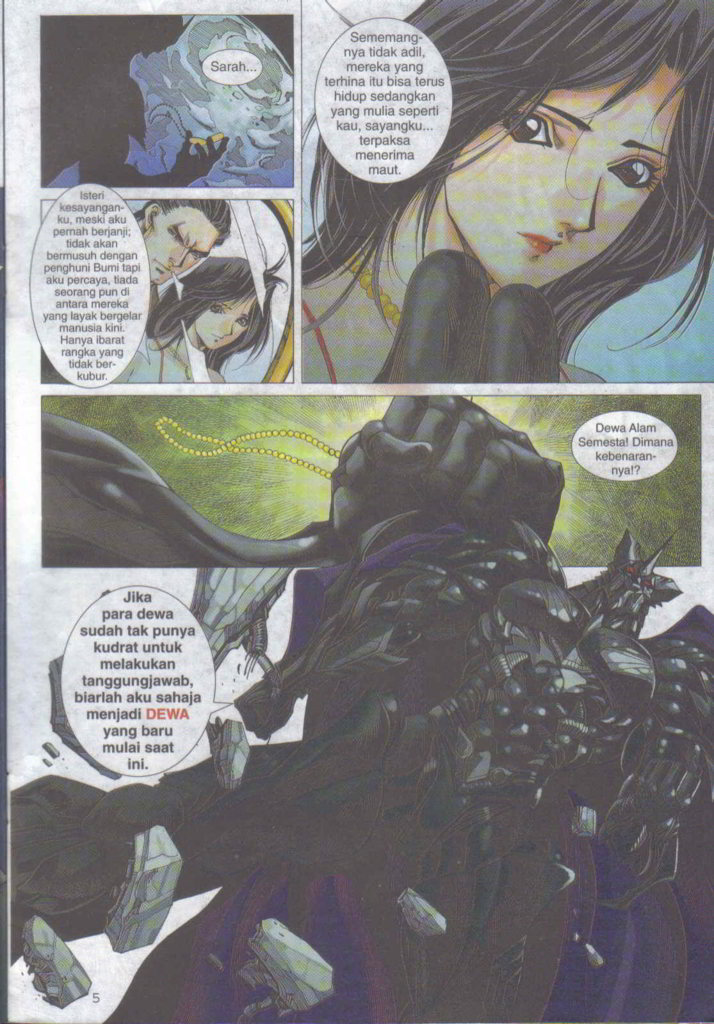 Sarah...
Sememang-
nya tidak adil,
mereka yang
terhina itu bisa terus
hidup sedangkan
yang mulia seperti
kau, sayangku...
terpaksa
menerima
maut.
Isteri
kesayangan-
ku, meski aku
pernah berjanji;
tidak akan
bermusuh dengan
penghuni Bumi tapi
aku percaya, tiada
seorang pun di
antara mereka
yang layak bergelar
manusia kini.
Hanya ibarat
rangka yang
tidak ber-
kubur.
Dewa Alam
Semesta! Dimana
kebenaran-
nya!?
Jika
para dewa
sudah tak punya
kudrat untuk
melakukan
tanggungjawab,
biarlah aku sahaja
menjadi DEWA
yang baru
mulai saat
ini.
5